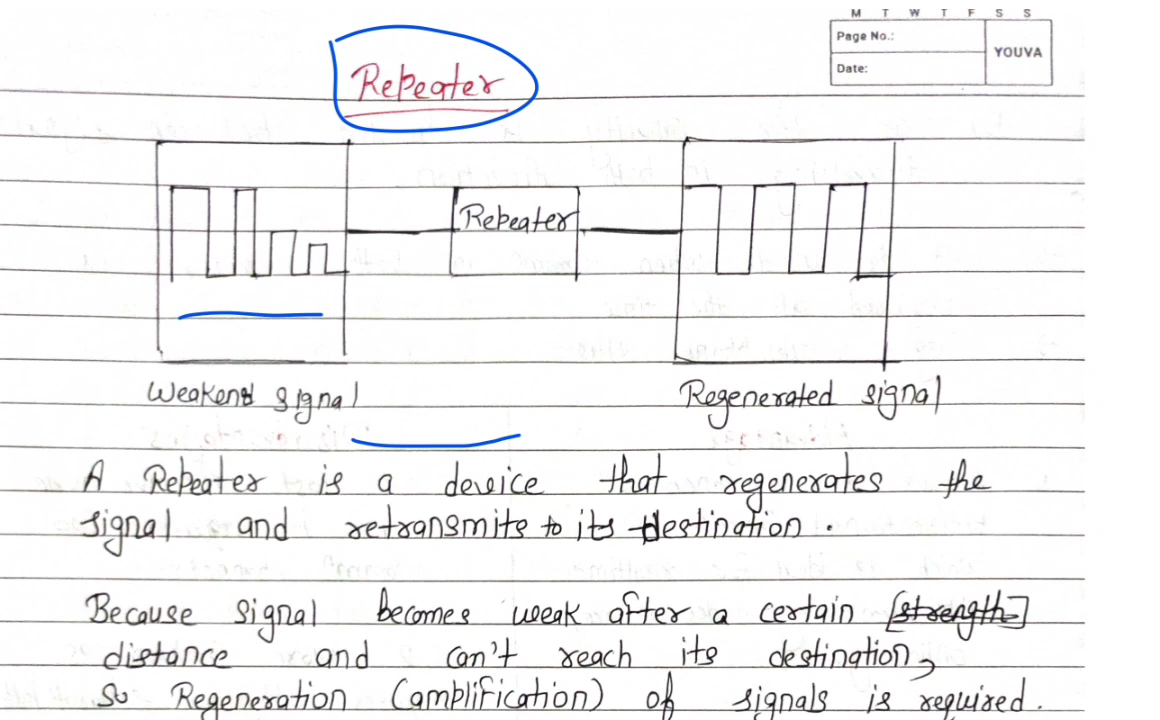 M T W T F S S
Page No.:
YOUVA
Date:
Repeater
Repeater
Weakend signal
Regenerated signal
A Repeater is a device that regenerates the
signal and retransmits to its destination.
Because signal becomes weak after a certain [strength]
distance and can't reach its destination,
So Regeneration (amplification) of signals is required.